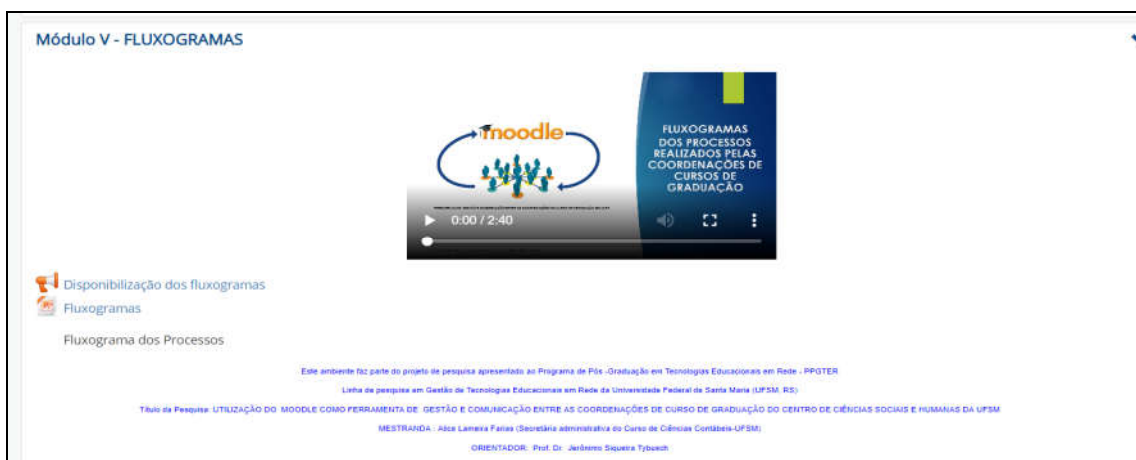 Módulo V - FLUXOGRAMAS
moodle
FLUXOGRAMAS
DOS PROCESSOS
REALIZADOS PELAS
COORDENAÇÕES DE
CURSOS DE
GRADUAÇÃO
0:00 / 2:40
Disponibilização dos fluxogramas
Fluxogramas
Fluxograma dos Processos
Este ambiente faz parte do projeto de pesquisa apresentado ao Programa de Pós -Graduação em Tecnologias Educacionais em Rede - PPGTER
Linha de pesquisa em Gestão de Tecnologias Educacionais em Rede da Universidade Federal de Santa Maria (UFSM, RS)
Título da Pesquisa: UTILIZAÇÃO DO MOODLE COMO FERRAMENTA DE GESTÃO E COMUNICAÇÃO ENTRE AS COORDENAÇÕES DE CURSO DE GRADUAÇÃO DO CENTRO DE CIÊNCIAS SOCIAIS E HUMANAS DA UFSM
MESTRANDA : Alice Lameira Farias (Secretária administrativa do Curso de Ciências Contábeis-UFSM)
ORIENTADOR: Prof. Dr. Jerônimo Siqueira Tybusch